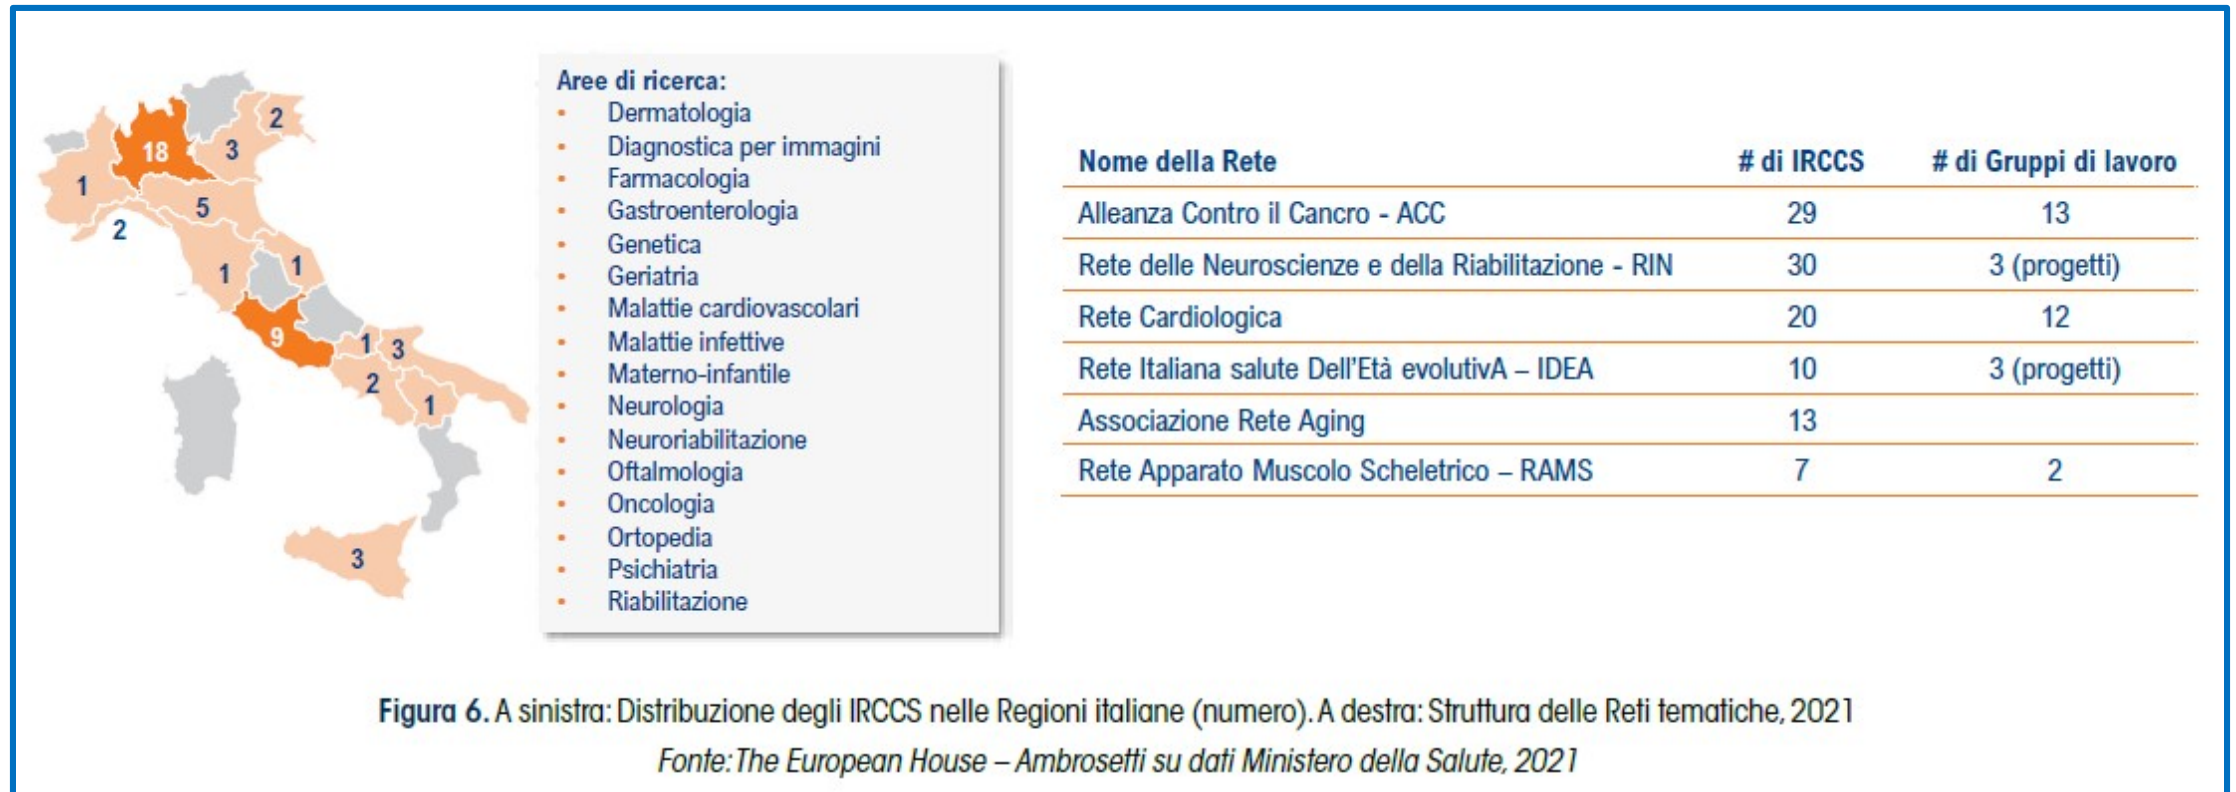 2
18
3
1
5
2
1
1
9
1
3
2
1
3
Aree di ricerca:
• Dermatologia
• Diagnostica per immagini
• Farmacologia
• Gastroenterologia
• Genetica
• Geriatria
• Malattie cardiovascolari
• Malattie infettive
• Materno-infantile
• Neurologia
• Neuroriabilitazione
• Oftalmologia
• Oncologia
• Ortopedia
• Psichiatria
• Riabilitazione
Nome della Rete # di IRCCS # di Gruppi di lavoro
Alleanza Contro il Cancro - ACC 29 13
Rete delle Neuroscienze e della Riabilitazione - RIN 30 3 (progetti)
Rete Cardiologica 20 12
Rete Italiana salute Dell'Età evolutivA – IDEA 10 3 (progetti)
Associazione Rete Aging 13
Rete Apparato Muscolo Scheletrico – RAMS 7 2
Figura 6. A sinistra: Distribuzione degli IRCCS nelle Regioni italiane (numero). A destra: Struttura delle Reti tematiche, 2021
Fonte: The European House – Ambrosetti su dati Ministero della Salute, 2021